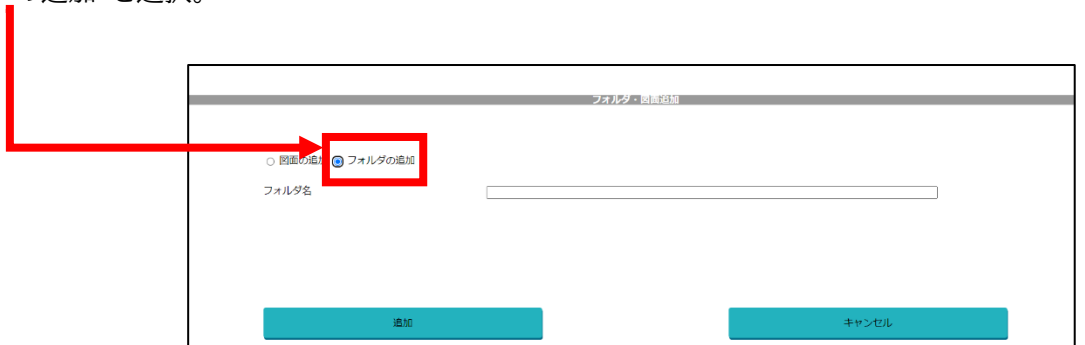 の追加"を選択。
フォルダ・図面追加
図面の追加 フォルダの追加
フォルダ名
追加 キャンセル